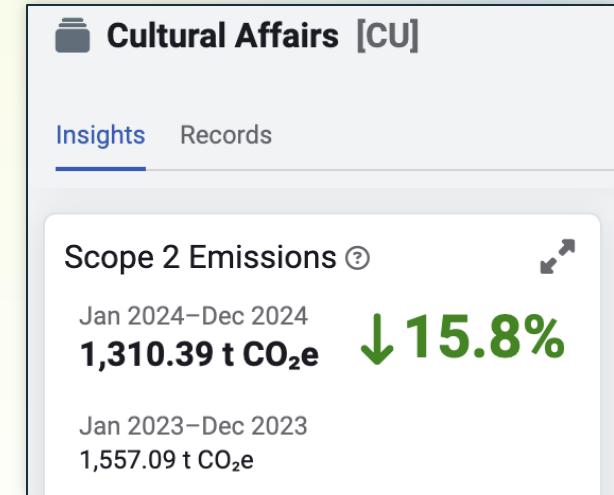 Cultural Affairs [CU]
Insights Records
Scope 2 Emissions ?
Jan 2024–Dec 2024
1,310.39 t CO₂e ↓15.8%
Jan 2023–Dec 2023
1,557.09 t CO₂e